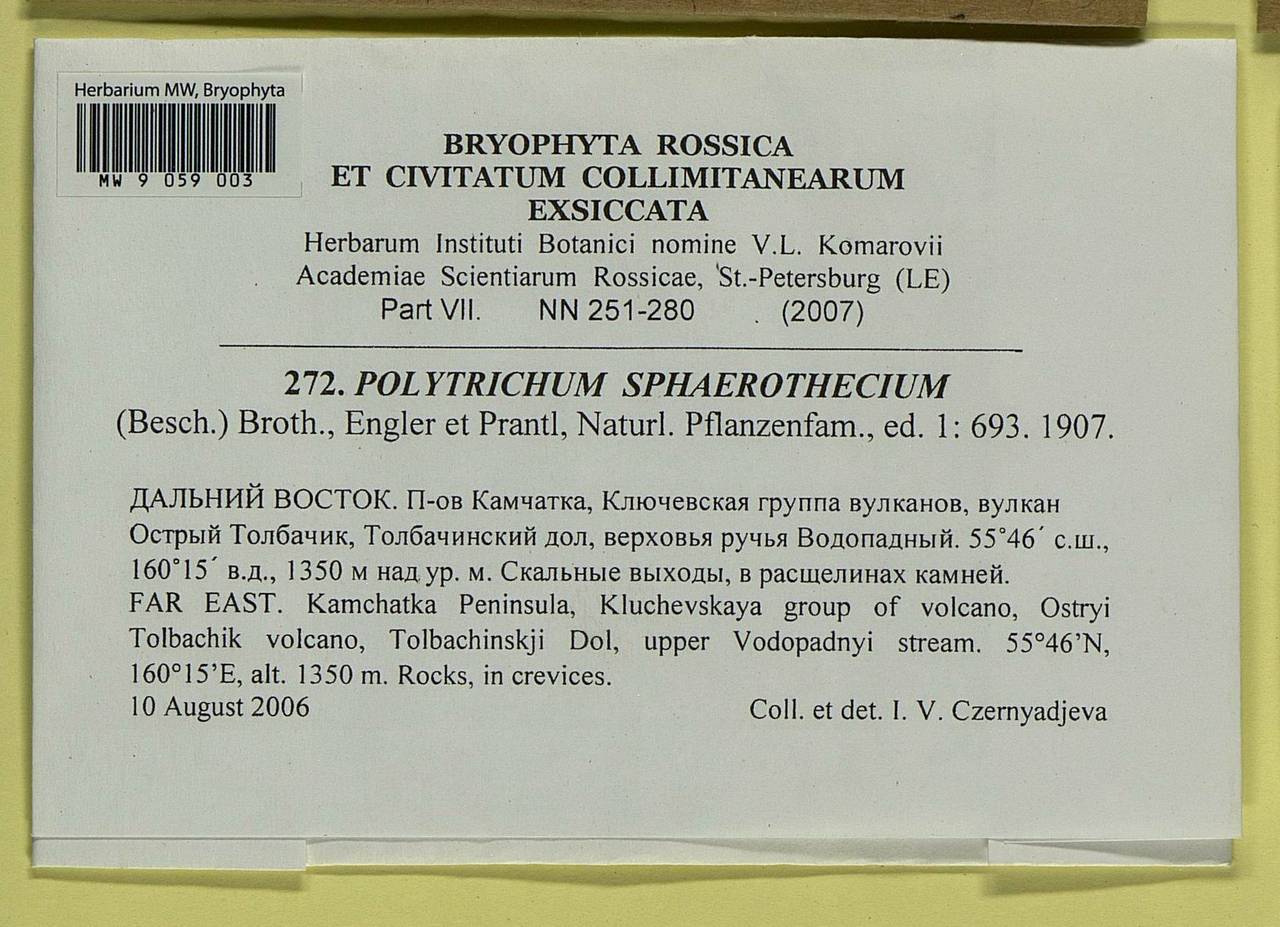 Herbarium MW, Bryophyta
MW 9 059 003
BRYOPHYTA ROSSICA
ET CIVITATUM COLLIMITANEARUM
EXSICCATA
Herbarum Instituti Botanici nomine V.L. Komarovii
Academiae Scientiarum Rossicae, St.-Petersburg (LE)
Part VII. NN 251-280 (2007)
272. POLYTRICHUM SPHAEROTHECIUM
(Besch.) Broth., Engler et Prantl, Naturl. Pflanzenfam., ed. 1: 693. 1907.
ДАЛЬНИЙ ВОСТОК. П-ов Камчатка, Ключевская группа вулканов, вулкан
Острый Толбачик, Толбачинский дол, верховья ручья Водопадный. 55°46´ с.ш.,
160°15´ в.д., 1350 м над ур. м. Скальные выходы, в расщелинах камней.
FAR EAST. Kamchatka Peninsula, Kluchevskaya group of volcano, Ostryi
Tolbachik volcano, Tolbachinskji Dol, upper Vodopadnyi stream. 55°46’N,
160°15’E, alt. 1350 m. Rocks, in crevices.
10 August 2006 Coll. et det. I. V. Czernyadjeva